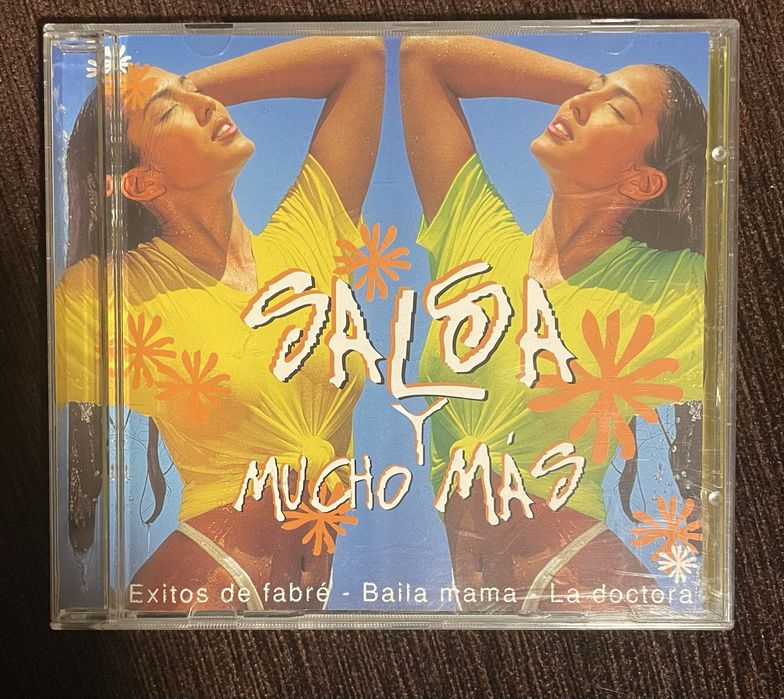 SALSA
Y
MUCHO MÁS
Exitos de fabré - Baila mama - La doctora